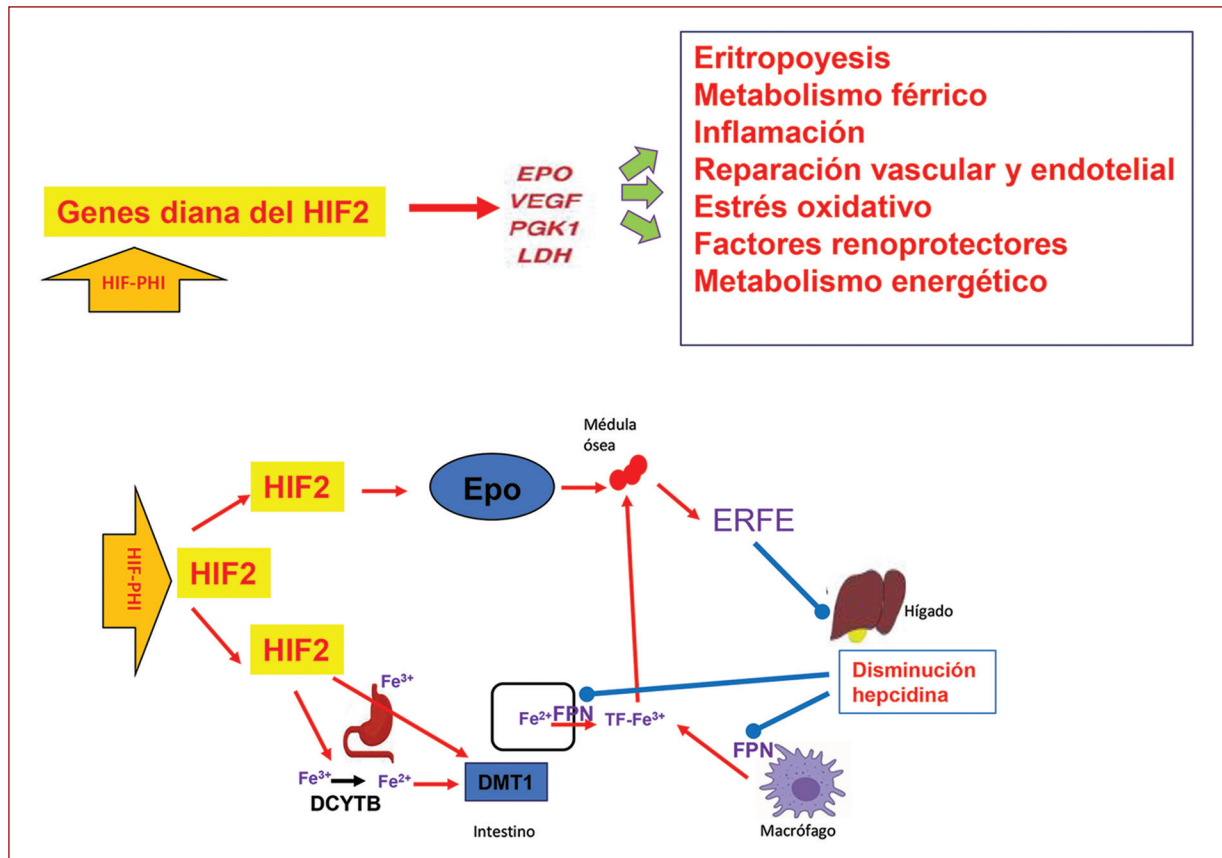 Genes diana del HIF2
HIF-PHI
EPO
VEGF
PGK1
LDH
Eritropoyesis
Metabolismo férrico
Inflamación
Reparación vascular y endotelial
Estrés oxidativo
Factores renoprotectores
Metabolismo energético
HIF-PHI
HIF2
HIF2
HIF2
Epo
Médula
ósea
ERFE
Hígado
Disminución
hepcidina
Fe³⁺
Fe³⁺
Fe²⁺
DCYTB
DMT1
Intestino
Fe²⁺
FPN
TF-Fe³⁺
FPN
Macrófago